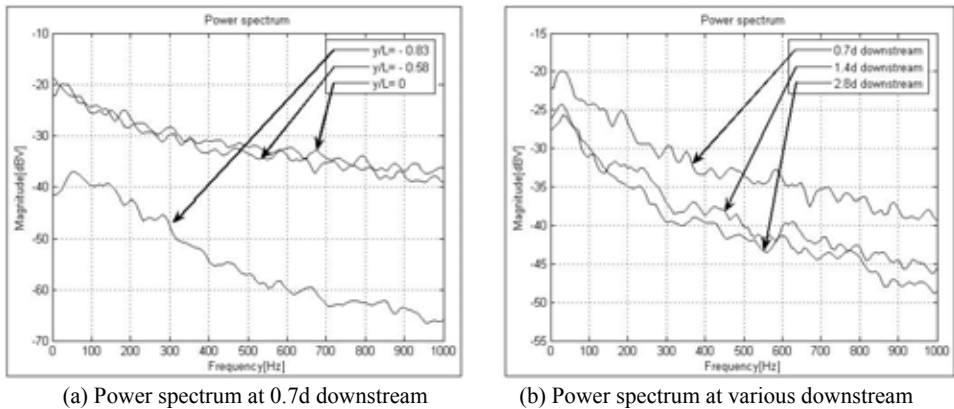 Power spectrum
-10
-20
-30
-40
-50
-60
-70
Magnitude[dBV]
y/L= - 0.83
y/L= - 0.58
y/L= 0
0 100 200 300 400 500 600 700 800 900 1000
Frequency[Hz]
(a) Power spectrum at 0.7d downstream
Power spectrum
-15
-20
-25
-30
-35
-40
-45
-50
-55
Magnitude[dBV]
0.7d downstream
1.4d downstream
2.8d downstream
0 100 200 300 400 500 600 700 800 900 1000
Frequency[Hz]
(b) Power spectrum at various downstream